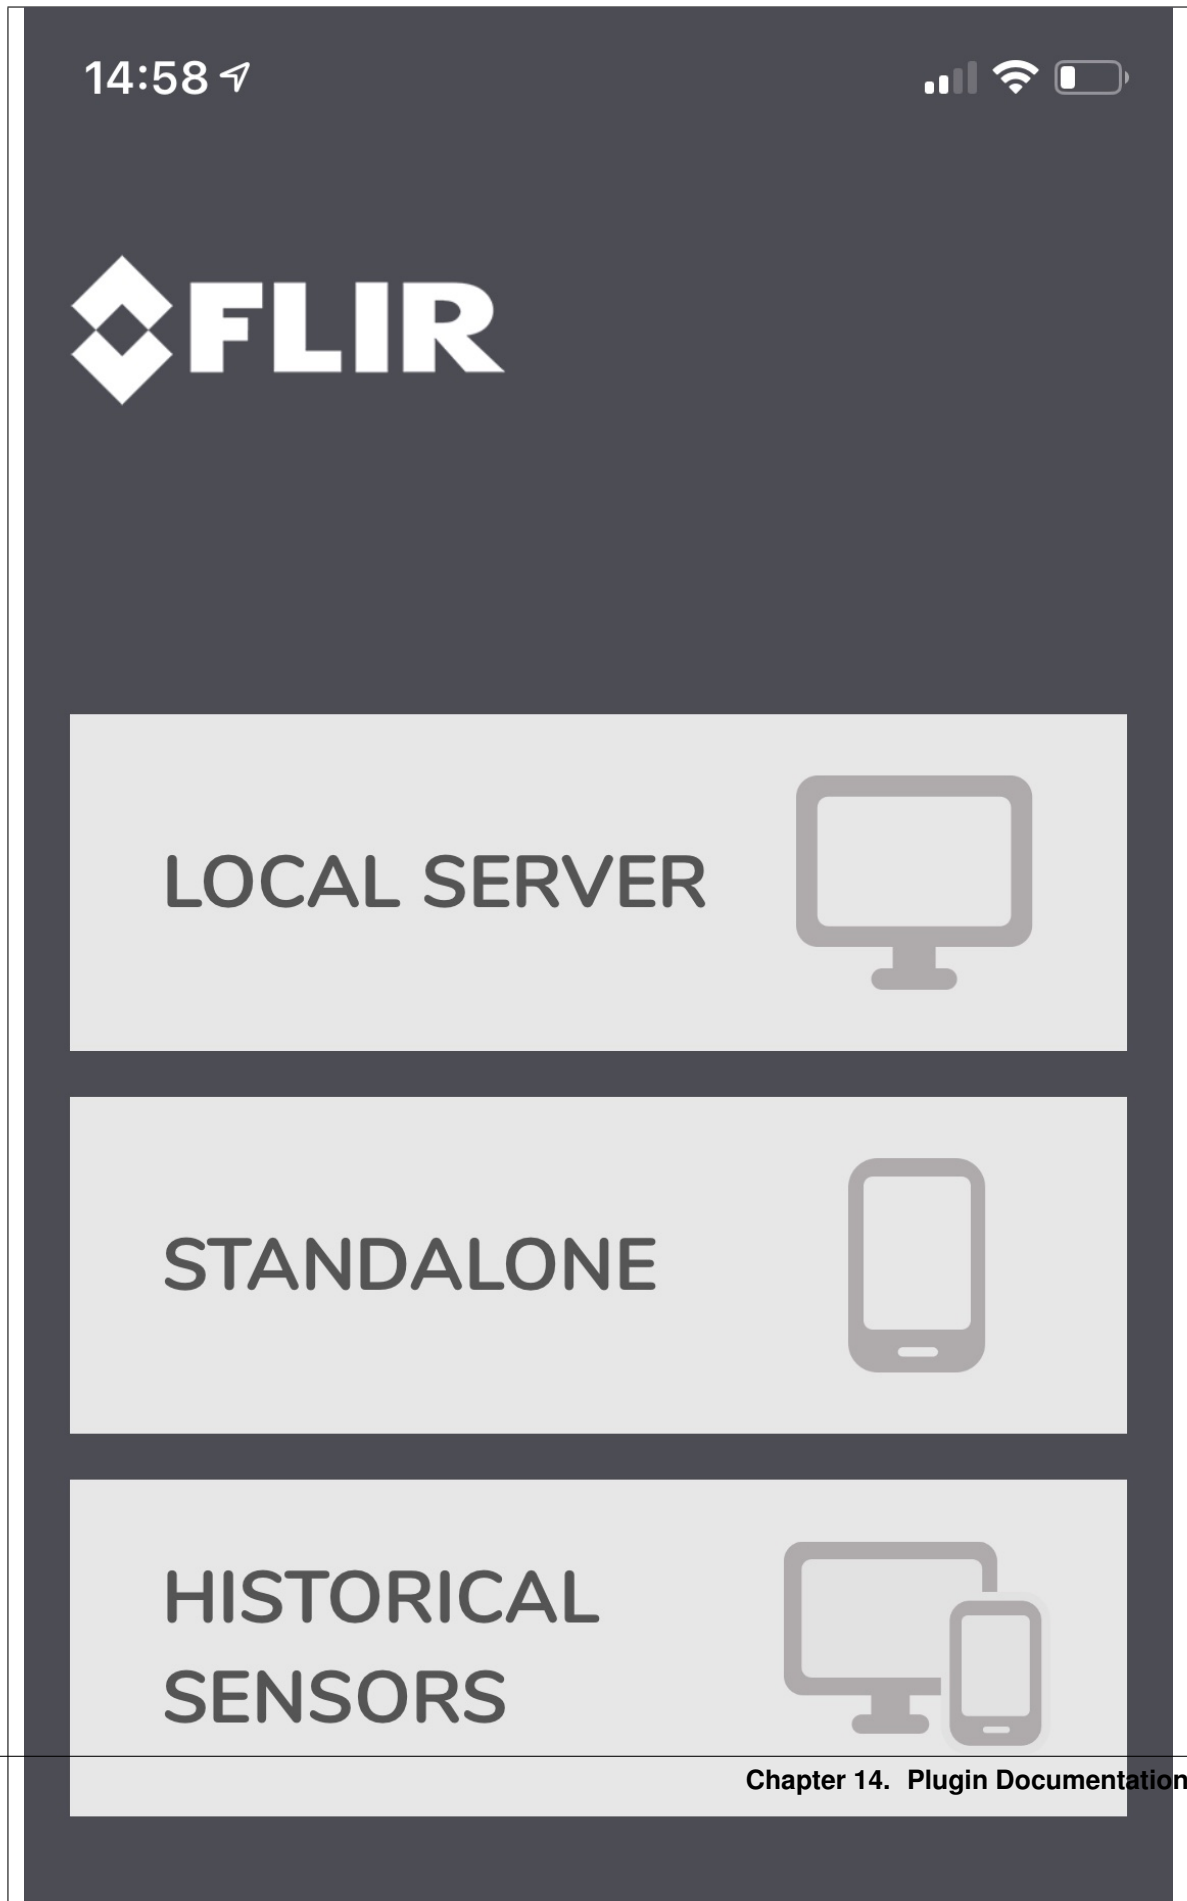 14:58
FLIR
LOCAL SERVER
STANDALONE
HISTORICAL
SENSORS
Chapter 14. Plugin Documentation